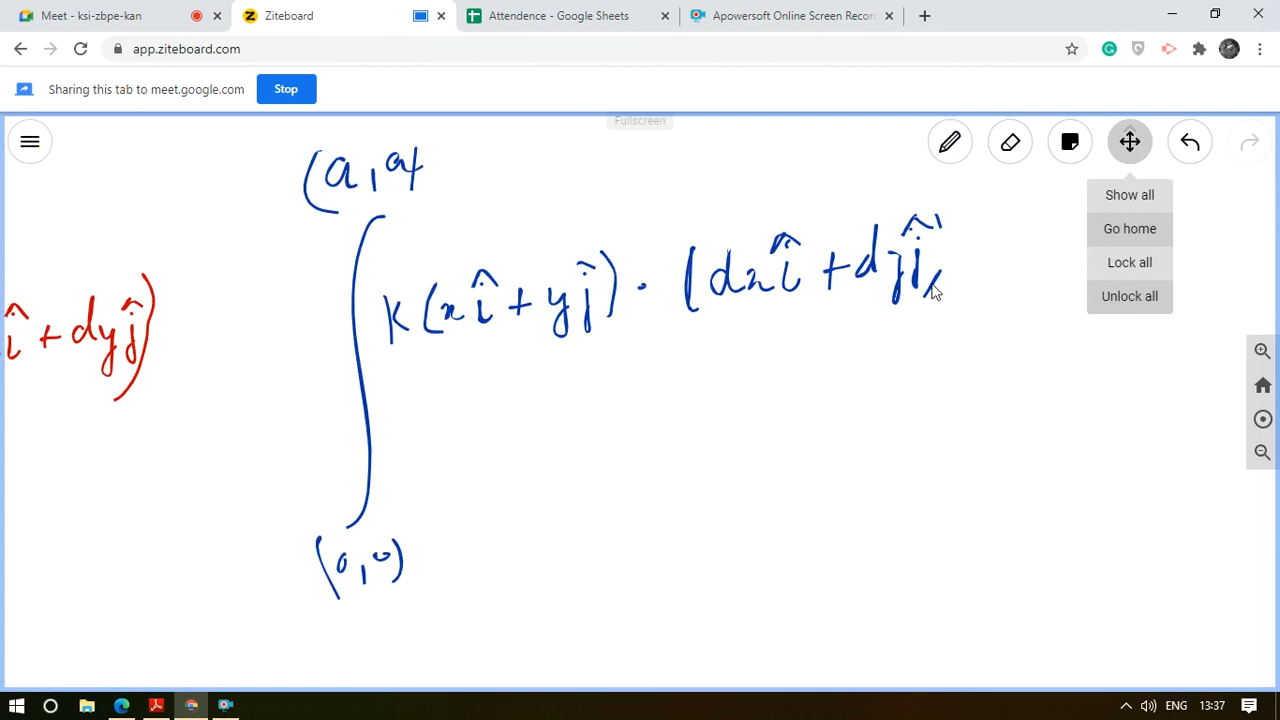 Meet - ksi-zbpe-kan
Ziteboard
Attendence - Google Sheets
Apowersoft Online Screen Recor
app.ziteboard.com
Sharing this tab to meet.google.com
Stop
Fullscreen
Show all
Go home
Lock all
Unlock all
(a, a)
∫ K(xî + yĵ) · (dxî + dyĵ)
î + dyĵ)
(0, 0)
ENG
13:37